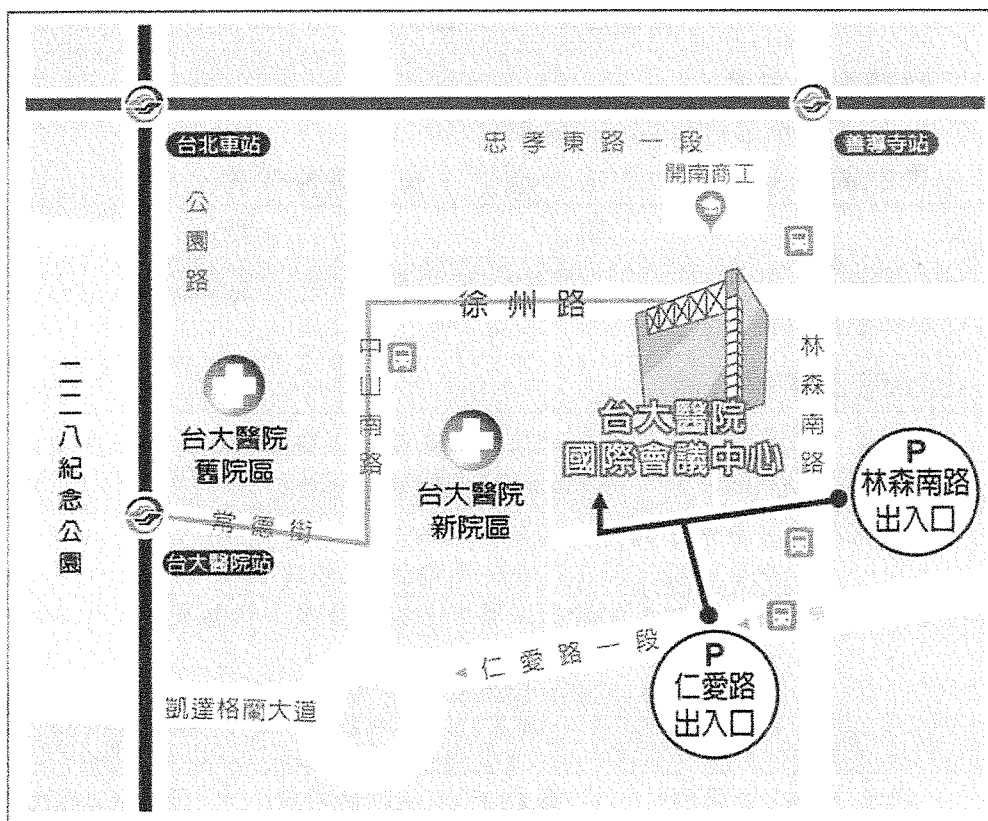 台北車站
忠孝東路一段
善導寺站
開南商工
公園路
徐州路
中山南路
林森南路
二二八紀念公園
台大醫院
舊院區
台大醫院
新院區
台大醫院
國際會議中心
P
林森南路
出入口
常德街
台大醫院站
仁愛路一段
P
仁愛路
出入口
凱達格蘭大道